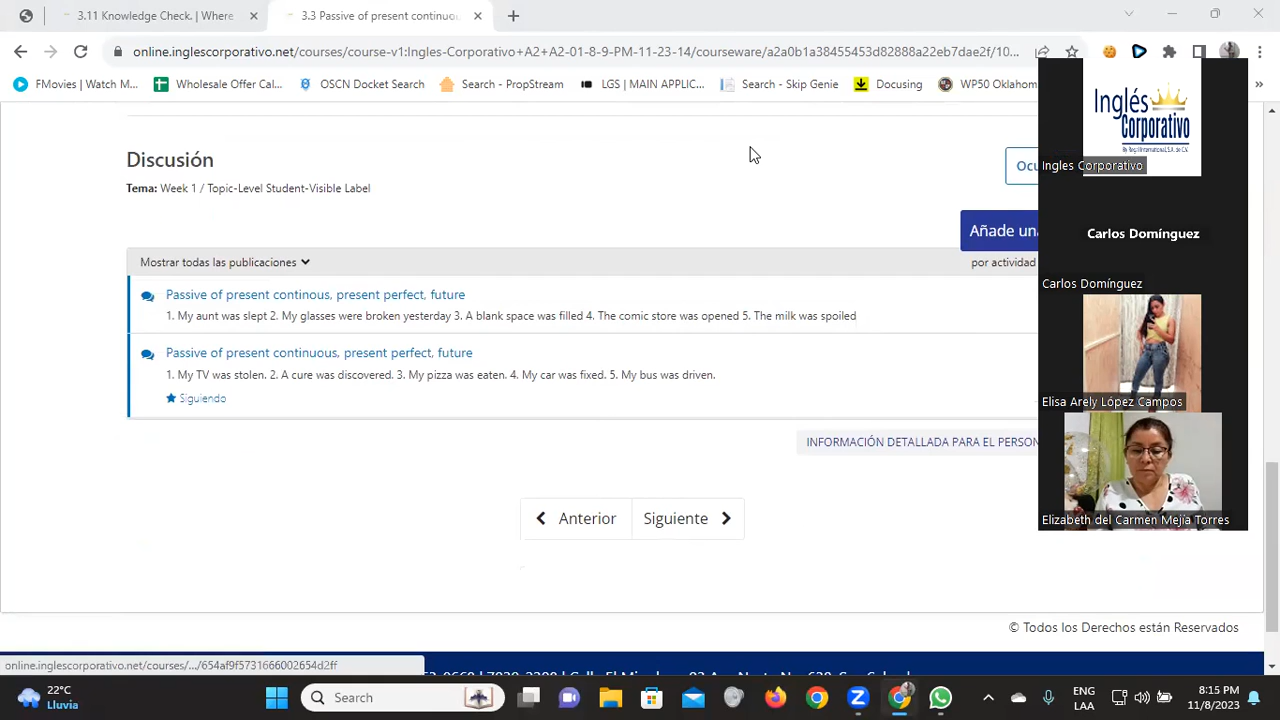 3.11 Knowledge Check. | Where
3.3 Passive of present continuou
online.inglescorporativo.net/courses/course-v1:Ingles-Corporativo+A2+A2-01-8-9-PM-11-23-14/courseware/a2a0b1a38455453d82888a22eb7dae2f/10...
FMovies | Watch M...
Wholesale Offer Cal...
OSCN Docket Search
Search - PropStream
LGS | MAIN APPLIC...
Search - Skip Genie
Docusing
WP50 Oklahom
»
Discusión
Tema: Week 1 / Topic-Level Student-Visible Label
Ocu
Añade una
Mostrar todas las publicaciones
por actividad
Passive of present continous, present perfect, future
1. My aunt was slept 2. My glasses were broken yesterday 3. A blank space was filled 4. The comic store was opened 5. The milk was spoiled
Passive of present continuous, present perfect, future
1. My TV was stolen. 2. A cure was discovered. 3. My pizza was eaten. 4. My car was fixed. 5. My bus was driven.
Siguiendo
INFORMACIÓN DETALLADA PARA EL PERSON
Anterior
Siguiente
© Todos los Derechos están Reservados
online.inglescorporativo.net/courses/.../654af9f5731666002654d2ff
Inglés
Corporativo
Ingles Corporativo
Carlos Domínguez
Carlos Domínguez
Elisa Arely López Campos
Elizabeth del Carmen Mejía Torres
22°C
Lluvia
Search
ENG
LAA
8:15 PM
11/8/2023